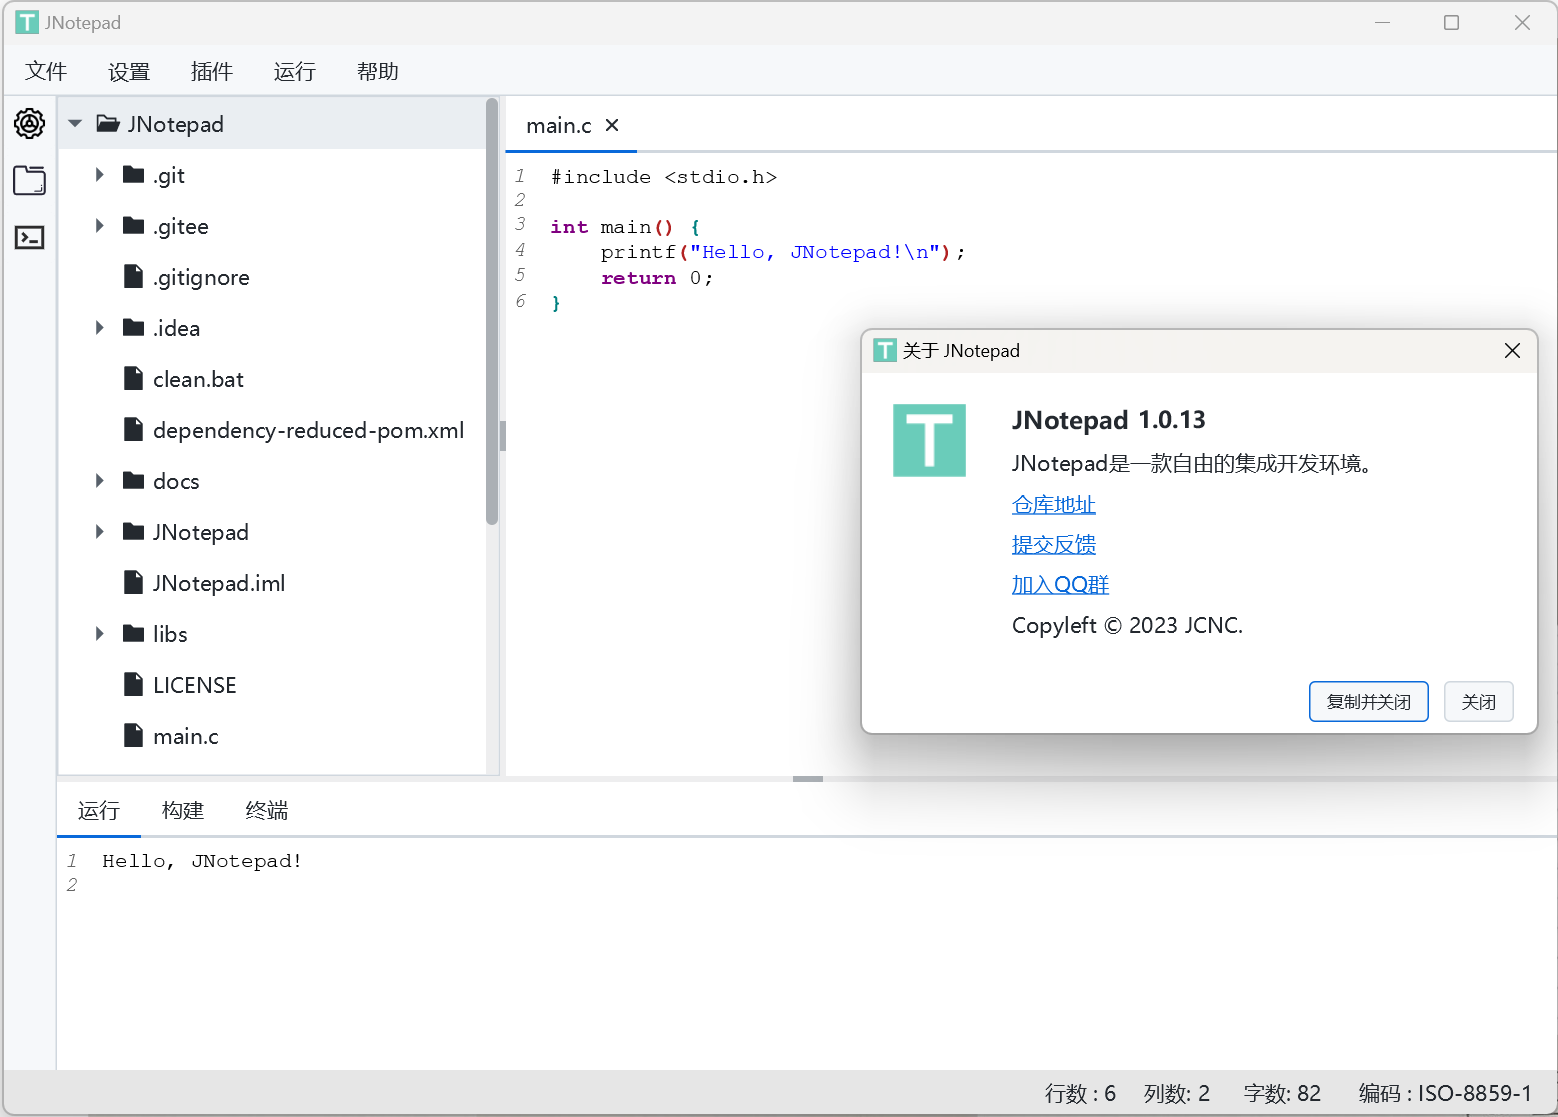 T JNotepad
文件 设置 插件 运行 帮助
JNotepad
.git
.gitee
.gitignore
.idea
clean.bat
dependency-reduced-pom.xml
docs
JNotepad
JNotepad.iml
libs
LICENSE
main.c
main.c
1 #include <stdio.h>
2
3 int main() {
4     printf("Hello, JNotepad!\n");
5     return 0;
6 }
T 关于 JNotepad
T
JNotepad 1.0.13
JNotepad是一款自由的集成开发环境。
仓库地址
提交反馈
加入QQ群
Copyleft © 2023 JCNC.
复制并关闭 关闭
运行 构建 终端
1 Hello, JNotepad!
2
行数 : 6 列数: 2 字数: 82 编码 : ISO-8859-1